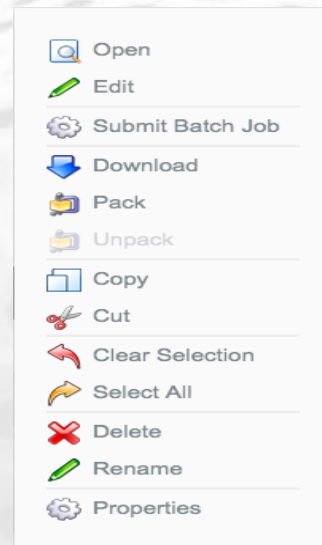 Open
Edit
Submit Batch Job
Download
Pack
Unpack
Copy
Cut
Clear Selection
Select All
Delete
Rename
Properties